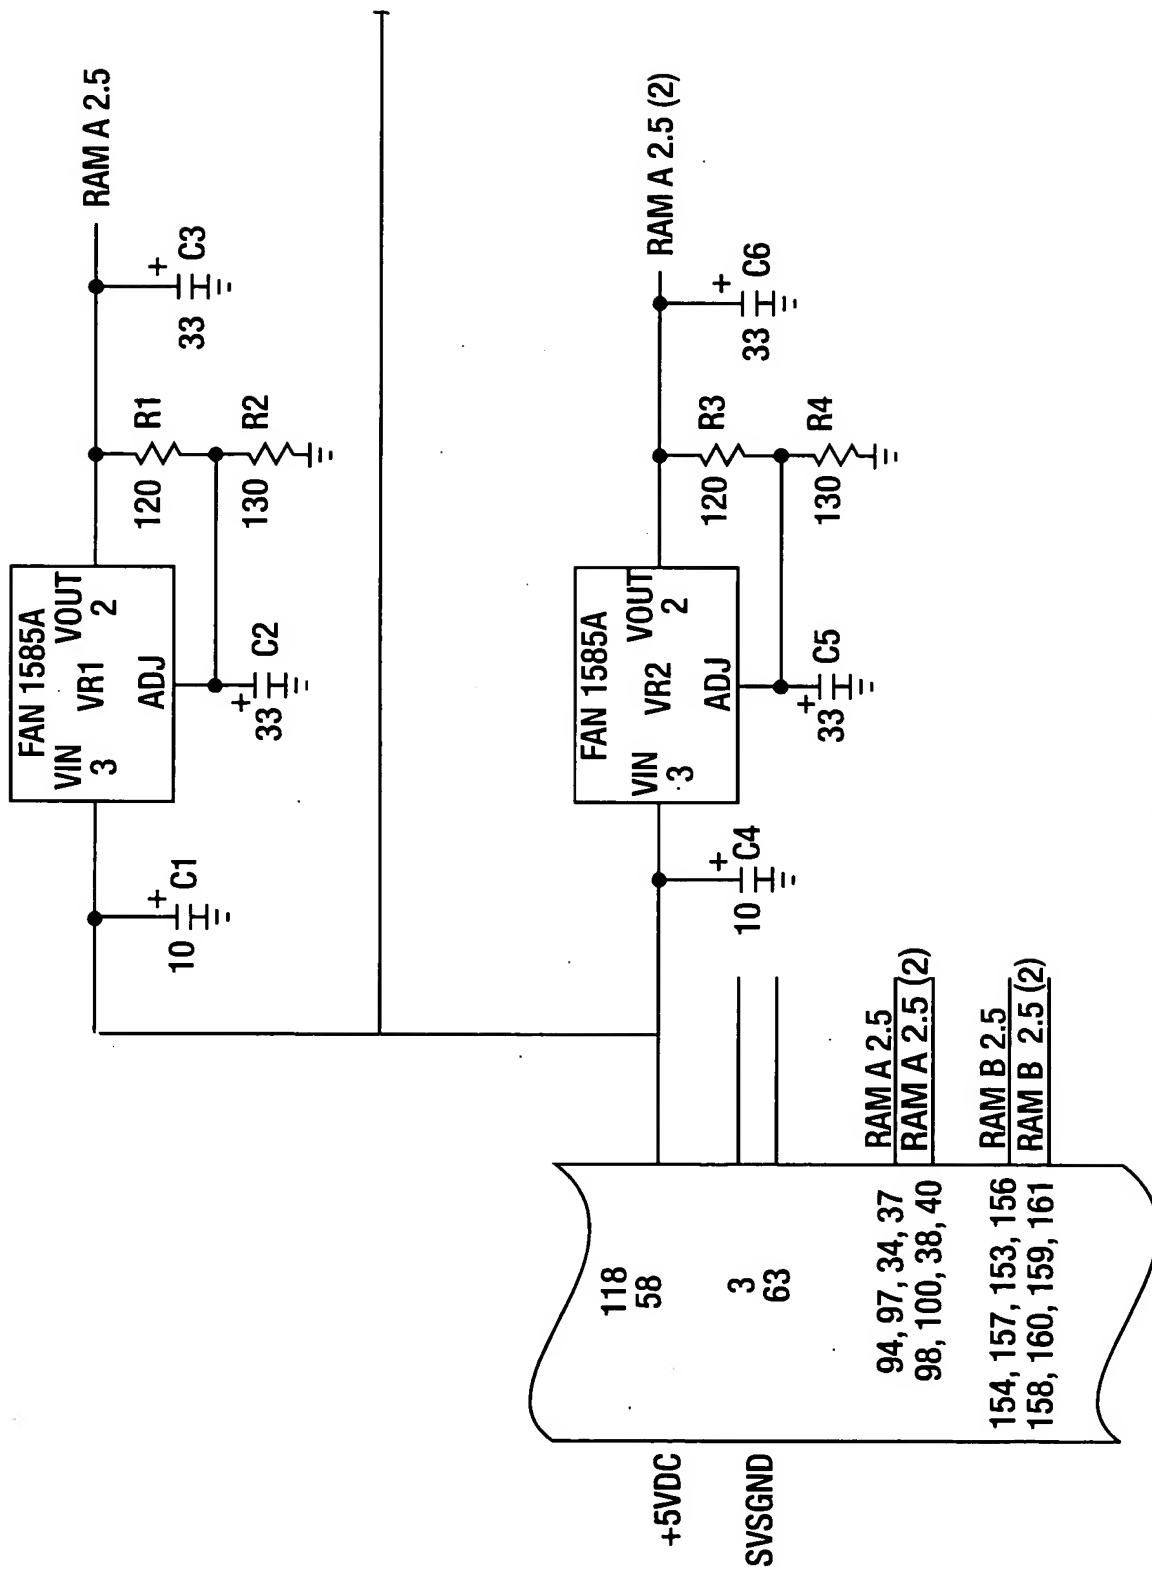 FAN 1585A
VIN
3
VR1
VOUT
2
ADJ
10
+
C1
33
+
C2
120
R1
130
R2
33
+
C3
RAM A 2.5
FAN 1585A
VIN
3
VR2
VOUT
2
ADJ
10
+
C4
33
+
C5
120
R3
130
R4
33
+
C6
RAM A 2.5 (2)
+5VDC
SVSGND
118
58
3
63
94, 97, 34, 37
98, 100, 38, 40
154, 157, 153, 156
158, 160, 159, 161
RAM A 2.5
RAM A 2.5 (2)
RAM B 2.5
RAM B 2.5 (2)